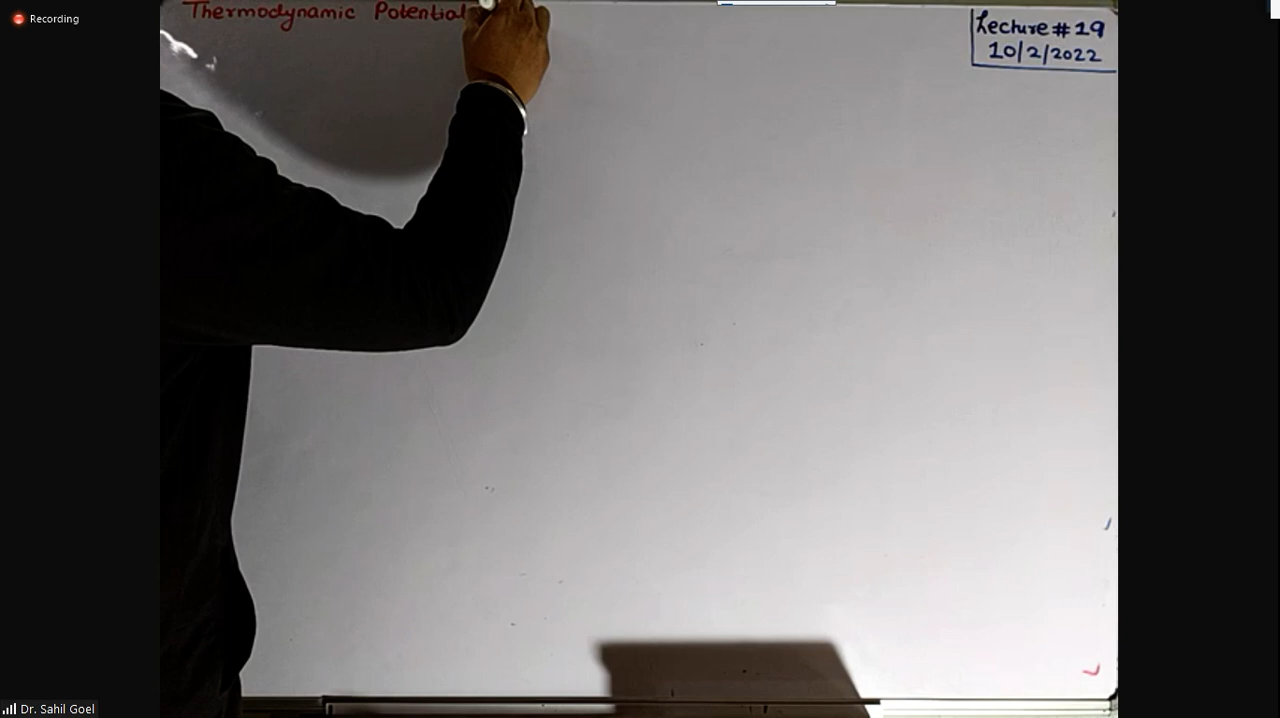 Recording
Thermodynamic Potential
Lecture # 19
10/2/2022
Dr. Sahil Goel